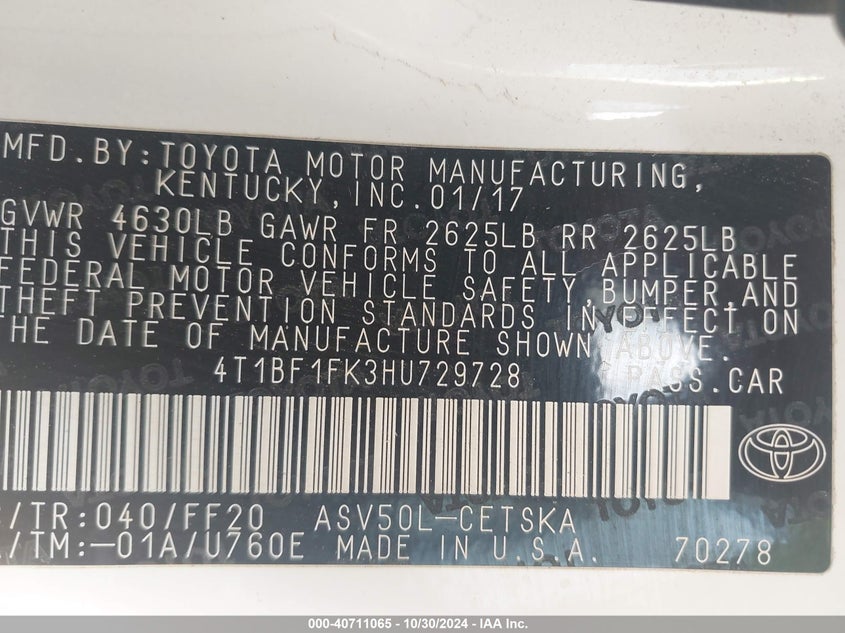 MFD.BY:TOYOTA MOTOR MANUFACTURING,
KENTUCKY,INC.01/17
GVWR 4630LB GAWR FR 2625LB RR 2625LB
THIS VEHICLE CONFORMS TO ALL APPLICABLE
FEDERAL MOTOR VEHICLE SAFETY,BUMPER,AND
THEFT PREVENTION STANDARDS IN EFFECT ON
THE DATE OF MANUFACTURE SHOWN ABOVE.
4T1BF1FK3HU729728 PASS.CAR
/TR:040/FF20 ASV50L-CETSKA
/TM:-01A/U760E MADE IN U.S.A. 70278
000-40711065 - 10/30/2024 - IAA Inc.